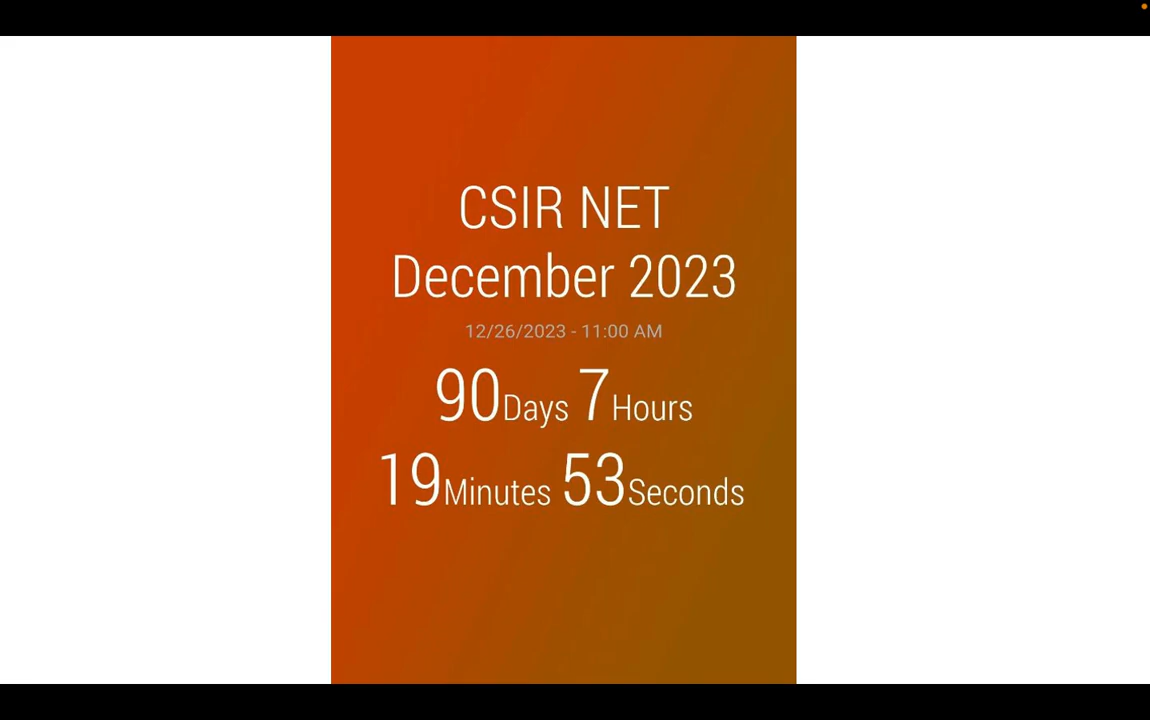 CSIR NET
December 2023
12/26/2023 - 11:00 AM
90Days 7Hours
19Minutes 53Seconds